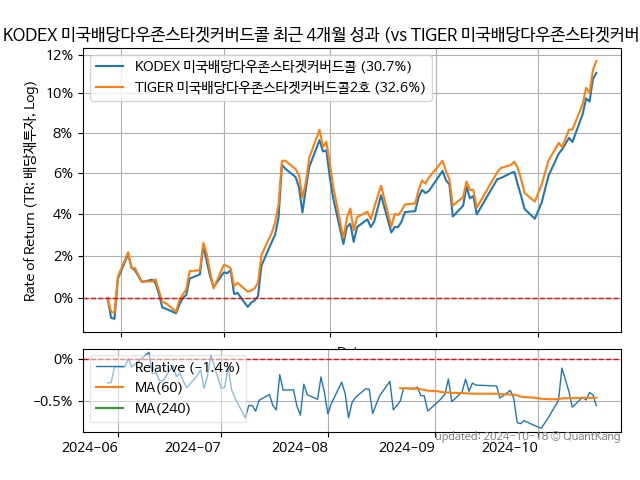 KODEX 미국배당다우존스타겟커버드콜 최근 4개월 성과 (vs TIGER 미국배당다우존스타겟커버
12%
10%
8%
6%
4%
2%
0%
Rate of Return (TR: 배당재투자, Log)
KODEX 미국배당다우존스타겟커버드콜 (30.7%)
TIGER 미국배당다우존스타겟커버드콜2호 (32.6%)
0%
−0.5%
Relative (−1.4%)
MA(60)
MA(240)
2024−06
2024−07
2024−08
2024−09
2024−10
updated: 2024−10−18 © QuantKang